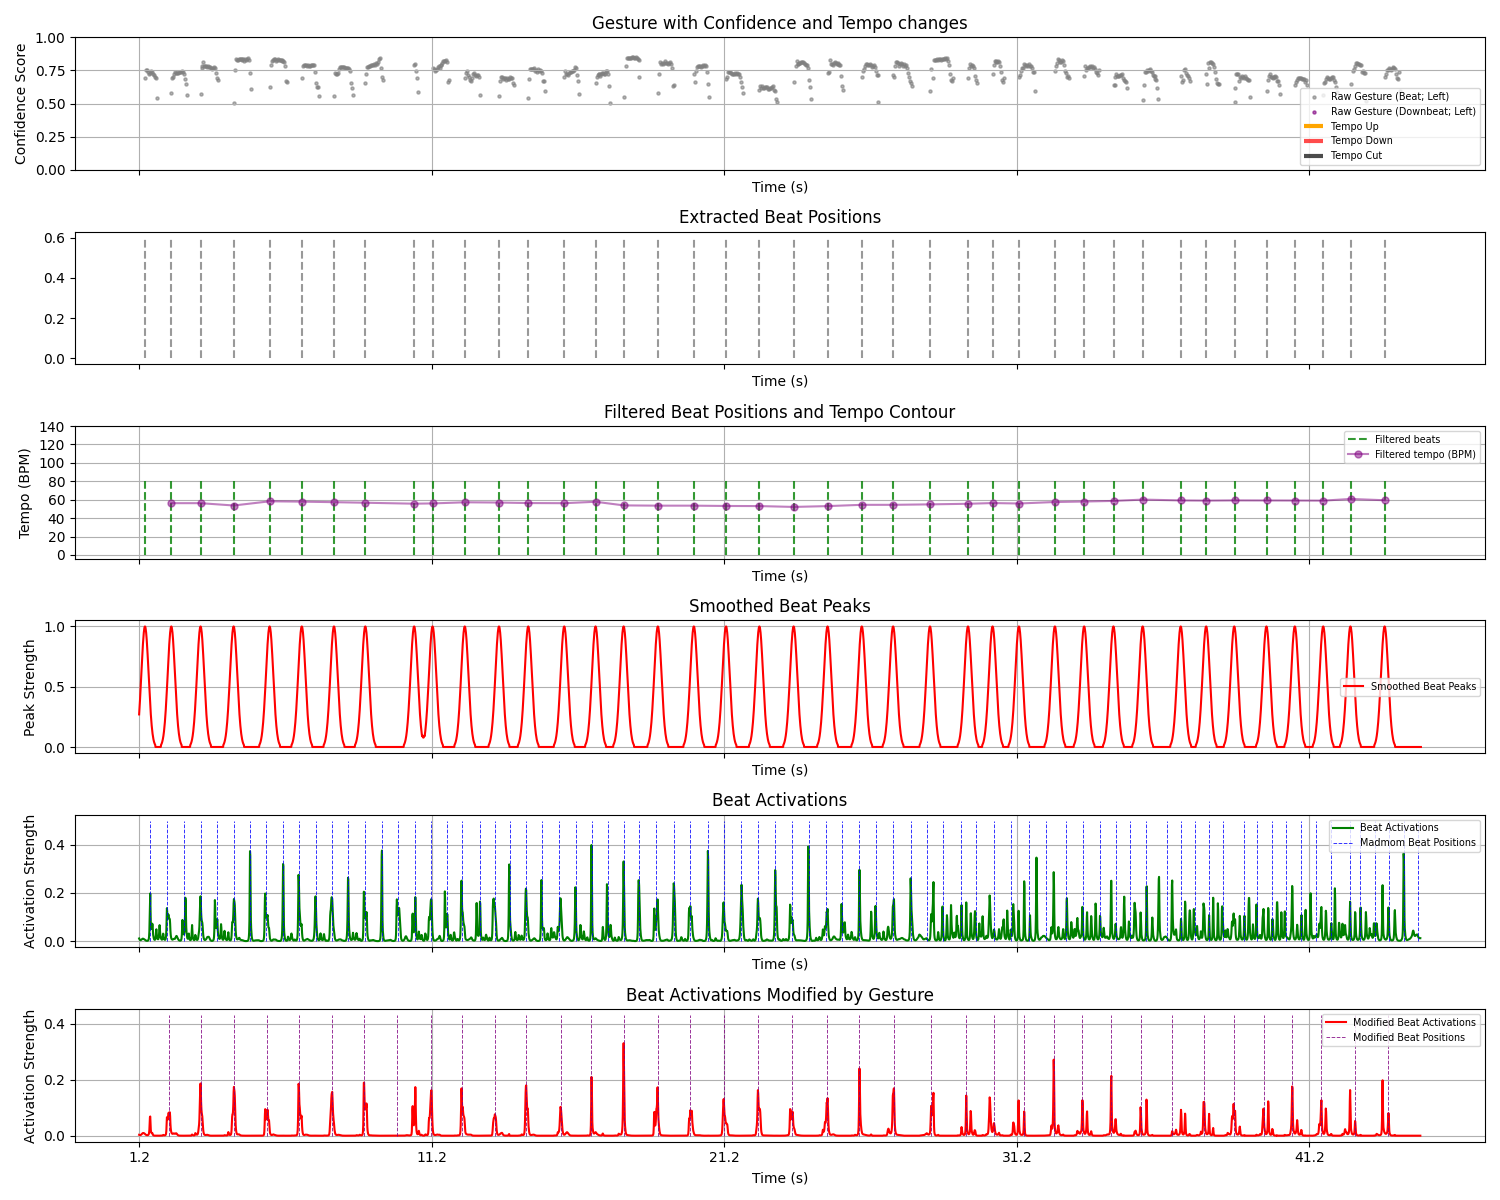 Gesture with Confidence and Tempo changes
Confidence Score
1.00
0.75
0.50
0.25
0.00
Raw Gesture (Beat; Left)
Raw Gesture (Downbeat; Left)
Tempo Up
Tempo Down
Tempo Cut
Time (s)
Extracted Beat Positions
0.6
0.4
0.2
0.0
Time (s)
Filtered Beat Positions and Tempo Contour
Tempo (BPM)
140
120
100
80
60
40
20
0
Filtered beats
Filtered tempo (BPM)
Time (s)
Smoothed Beat Peaks
Peak Strength
1.0
0.5
0.0
Smoothed Beat Peaks
Time (s)
Beat Activations
Activation Strength
0.4
0.2
0.0
Beat Activations
Madmom Beat Positions
Time (s)
Beat Activations Modified by Gesture
Activation Strength
0.4
0.2
0.0
Modified Beat Activations
Modified Beat Positions
1.2 11.2 21.2 31.2 41.2
Time (s)